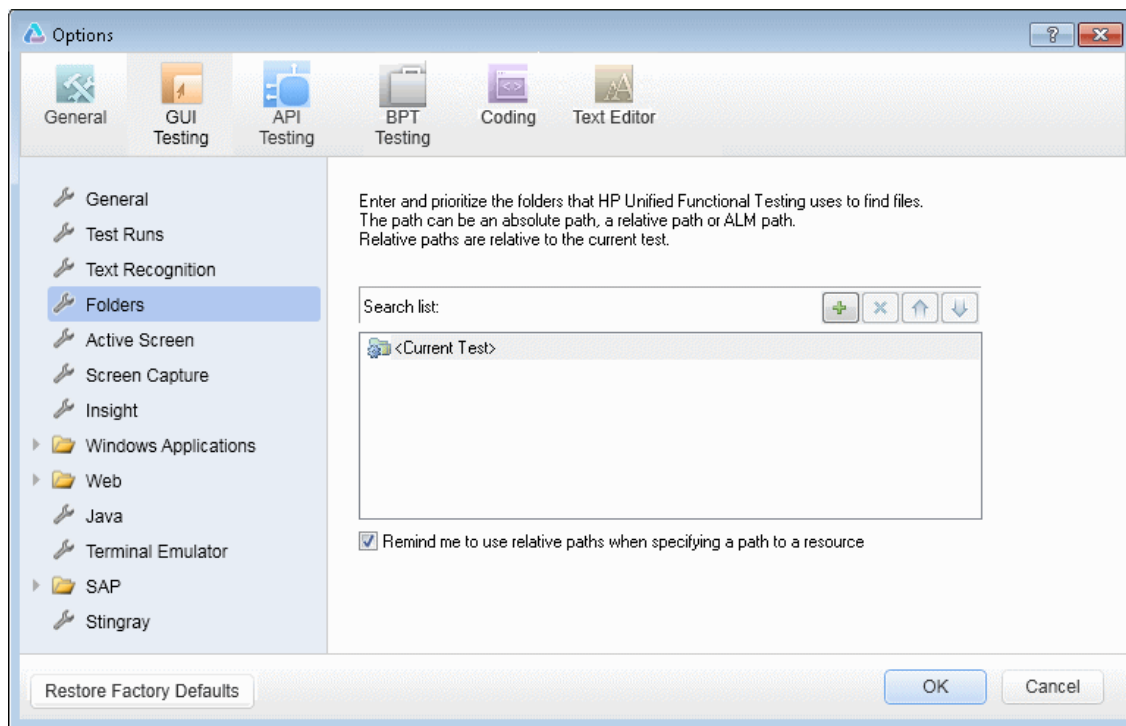 Options
General
GUI
Testing
API
Testing
BPT
Testing
Coding
Text Editor
General
Test Runs
Text Recognition
Folders
Active Screen
Screen Capture
Insight
Windows Applications
Web
Java
Terminal Emulator
SAP
Stingray
Enter and prioritize the folders that HP Unified Functional Testing uses to find files.
The path can be an absolute path, a relative path or ALM path.
Relative paths are relative to the current test.
Search list:
<Current Test>
Remind me to use relative paths when specifying a path to a resource
Restore Factory Defaults
OK
Cancel